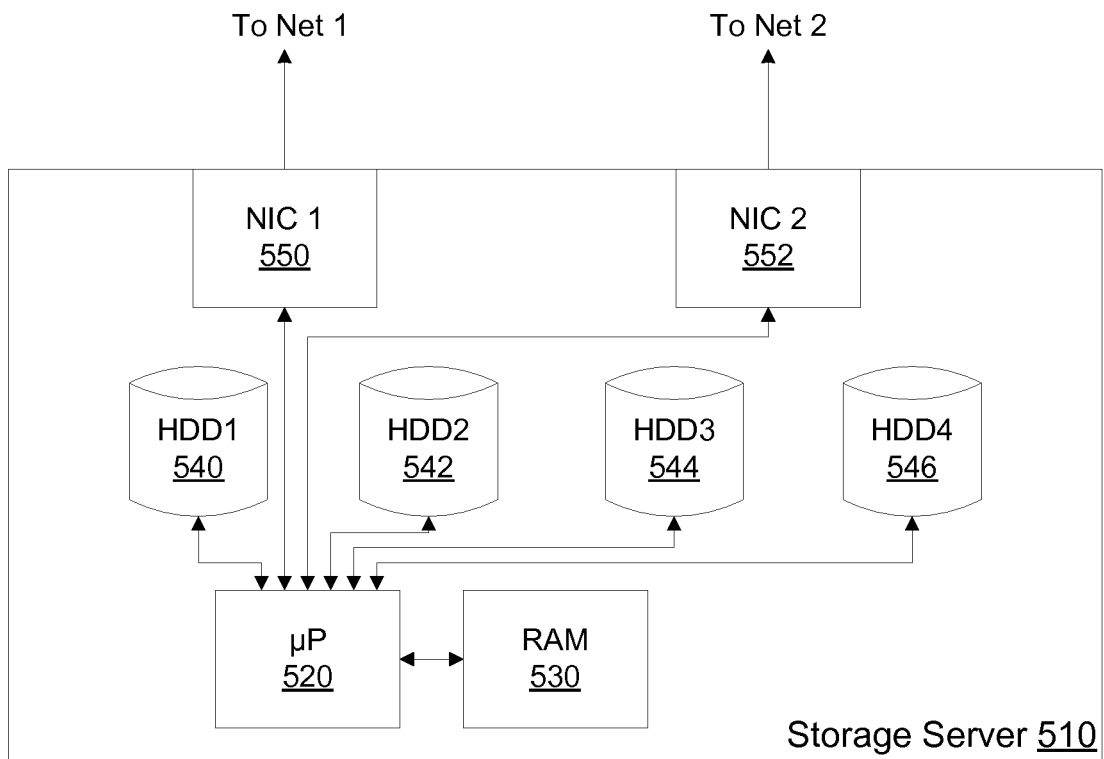 To Net 1
To Net 2
NIC 1
550
NIC 2
552
HDD1
540
HDD2
542
HDD3
544
HDD4
546
µP
520
RAM
530
Storage Server 510